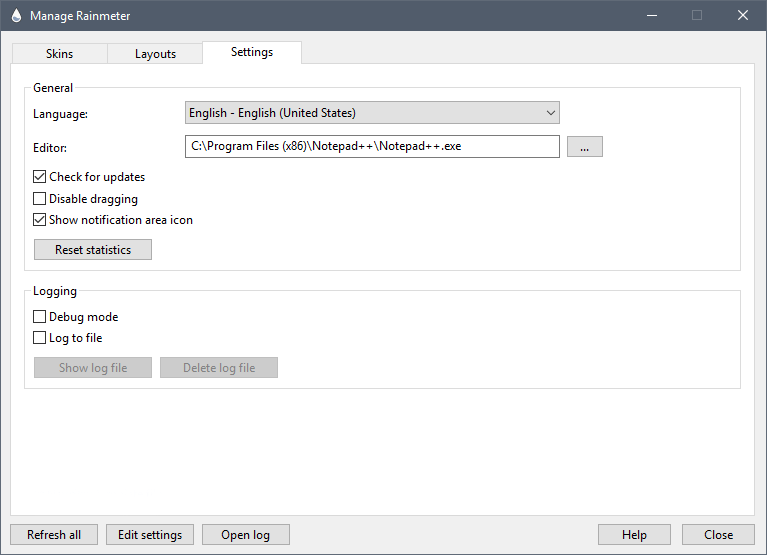 Manage Rainmeter
Skins Layouts Settings
General
Language: English - English (United States)
Editor: C:\Program Files (x86)\Notepad++\Notepad++.exe ...
Check for updates
Disable dragging
Show notification area icon
Reset statistics
Logging
Debug mode
Log to file
Show log file Delete log file
Refresh all Edit settings Open log Help Close